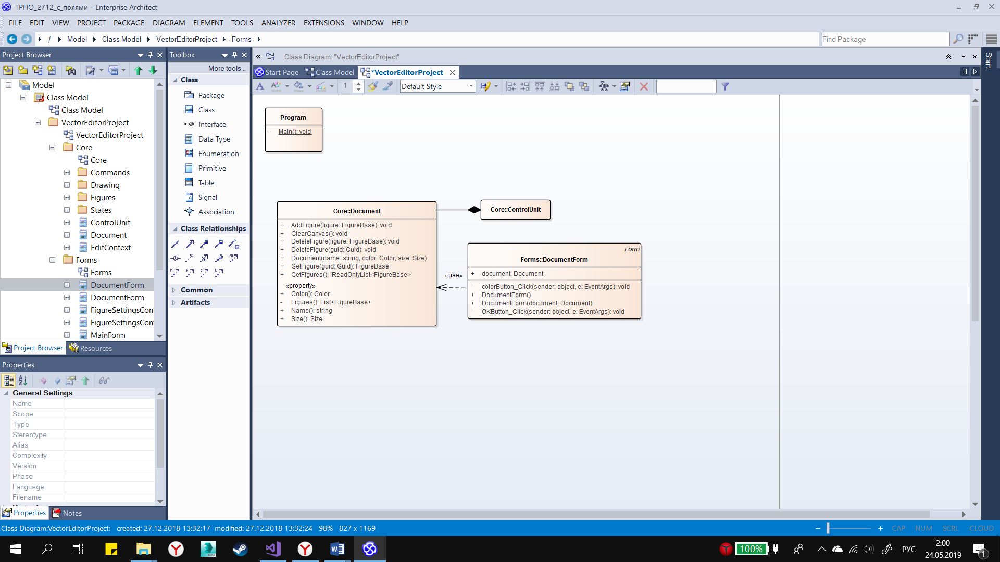 ТРПО_2712_с_полями - Enterprise Architect
FILE EDIT VIEW PROJECT PACKAGE DIAGRAM ELEMENT TOOLS ANALYZER EXTENSIONS WINDOW HELP
/ Model Class Model VectorEditorProject Forms
Find Package
Project Browser
Model
Class Model
Class Model
VectorEditorProject
VectorEditorProject
Core
Core
Commands
Drawing
Figures
States
ControlUnit
Document
EditContext
Forms
Forms
DocumentForm
DocumentForm
FigureSettingsCont
FigureSettingsCont
MainForm
Project Browser Resources
Properties
General Settings
Name
Scope
Type
Stereotype
Alias
Complexity
Version
Phase
Language
Filename
Properties Notes
Toolbox
More tools...
Class
Package
Class
Interface
Data Type
Enumeration
Primitive
Table
Signal
Association
Class Relationships
Common
Artifacts
Class Diagram: "VectorEditorProject"
Start Page Class Model *VectorEditorProject
1 Default Style
Start
Program
- Main(): void
Core::Document
+ AddFigure(figure: FigureBase): void
+ ClearCanvas(): void
+ DeleteFigure(figure: FigureBase): void
+ DeleteFigure(guid: Guid): void
+ Document(name: string, color: Color, size: Size)
+ GetFigure(guid: Guid): FigureBase
+ GetFigures(): IReadOnlyList<FigureBase>
«property»
+ Color(): Color
- Figures(): List<FigureBase>
+ Name(): string
+ Size(): Size
Core::ControlUnit
«use»
Form
Forms::DocumentForm
+ document: Document
- colorButton_Click(sender: object, e: EventArgs): void
+ DocumentForm()
+ DocumentForm(document: Document)
- OKButton_Click(sender: object, e: EventArgs): void
Class Diagram:VectorEditorProject: created: 27.12.2018 13:32:17 modified: 27.12.2018 13:32:24 98% 827 x 1169
CAP NUM SCRL CLOUD
100%
РУС
2:00
24.05.2019
1